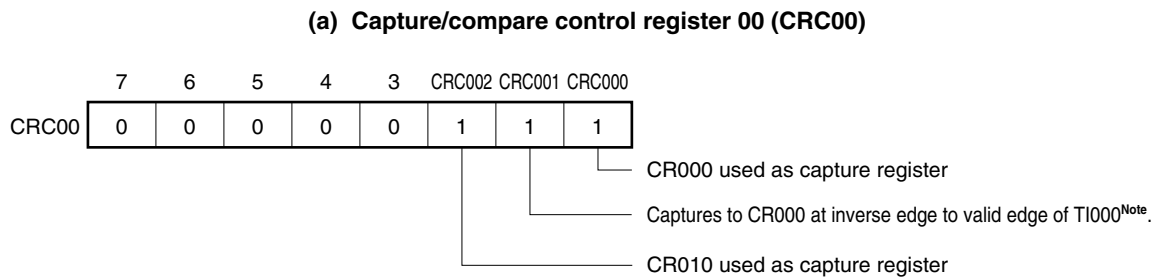 (a) Capture/compare control register 00 (CRC00)
7 6 5 4 3 CRC002 CRC001 CRC000
CRC00 0 0 0 0 0 1 1 1
CR000 used as capture register
Captures to CR000 at inverse edge to valid edge of TI000Note.
CR010 used as capture register